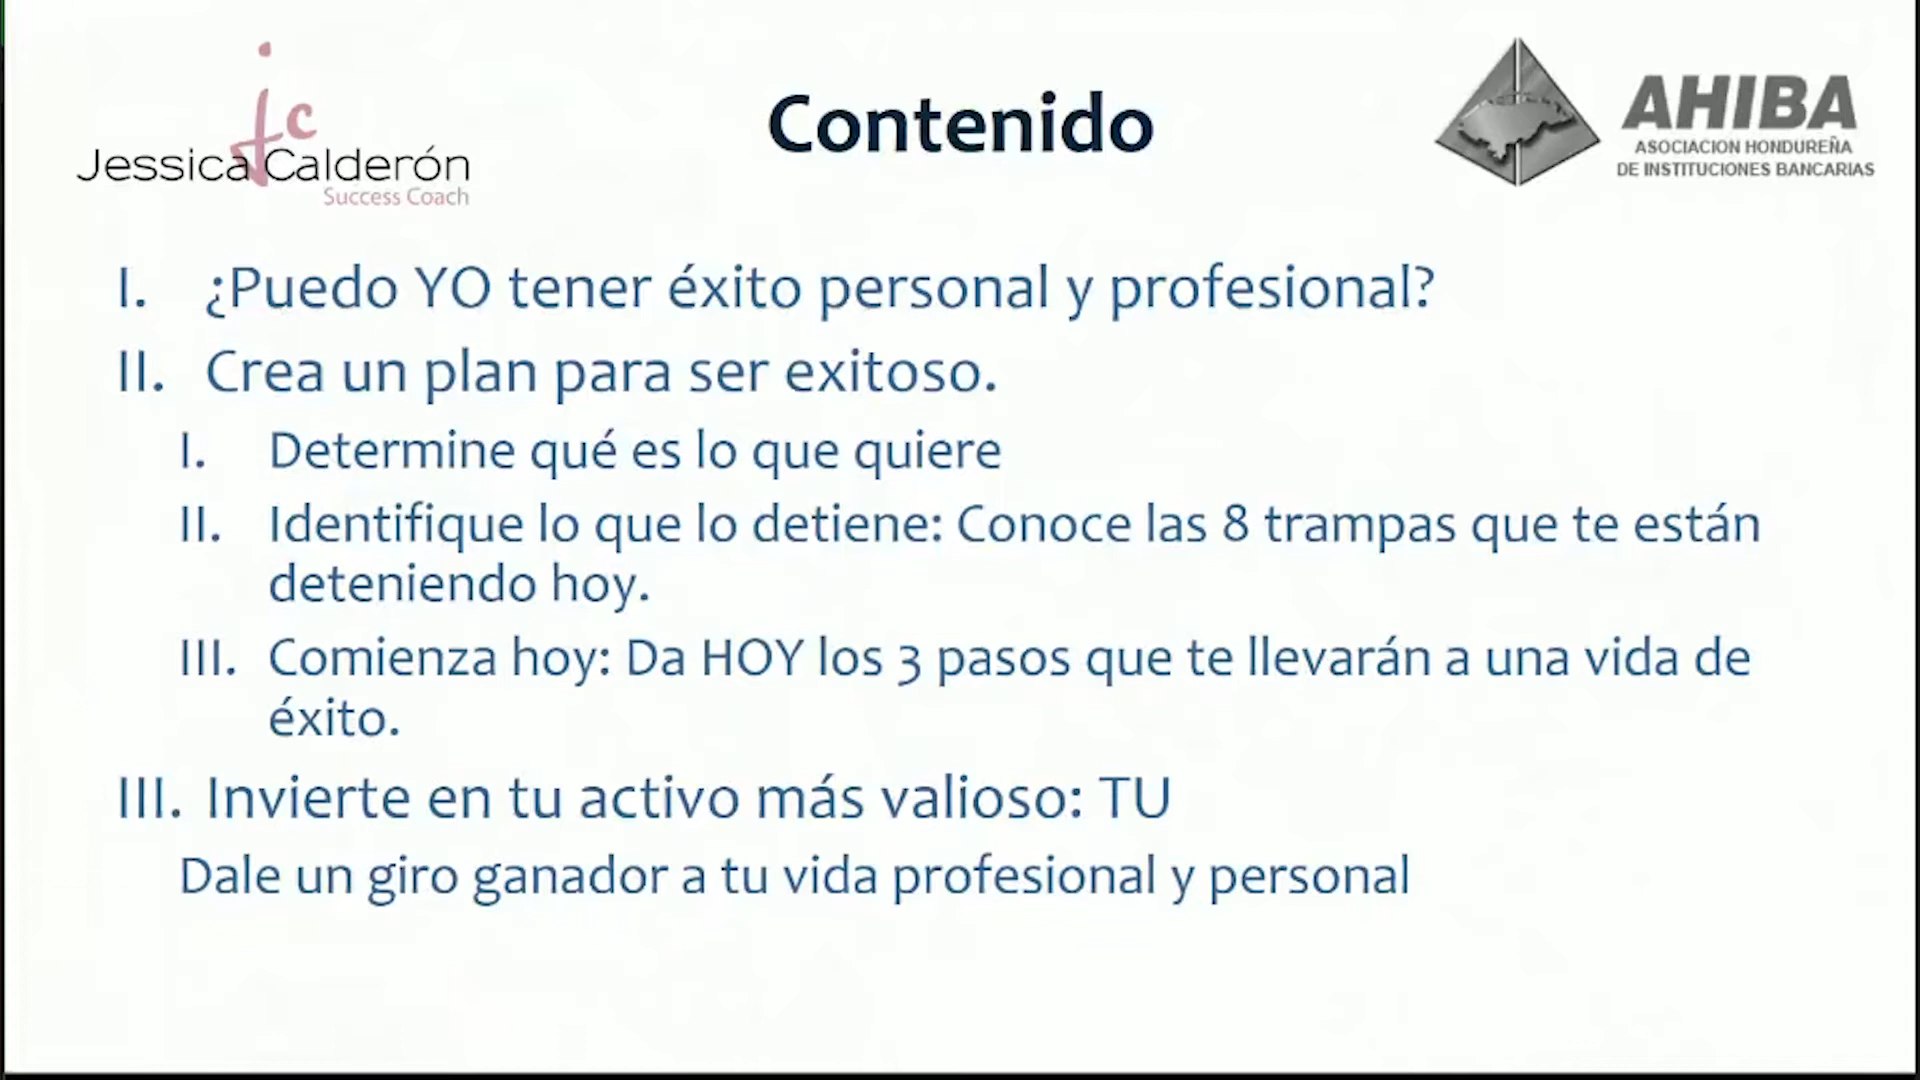 jc
Jessica Calderón
Success Coach
Contenido
AHIBA
ASOCIACION HONDUREÑA
DE INSTITUCIONES BANCARIAS
I. ¿Puedo YO tener éxito personal y profesional?
II. Crea un plan para ser exitoso.
I. Determine qué es lo que quiere
II. Identifique lo que lo detiene: Conoce las 8 trampas que te están
deteniendo hoy.
III. Comienza hoy: Da HOY los 3 pasos que te llevarán a una vida de
éxito.
III. Invierte en tu activo más valioso: TU
Dale un giro ganador a tu vida profesional y personal